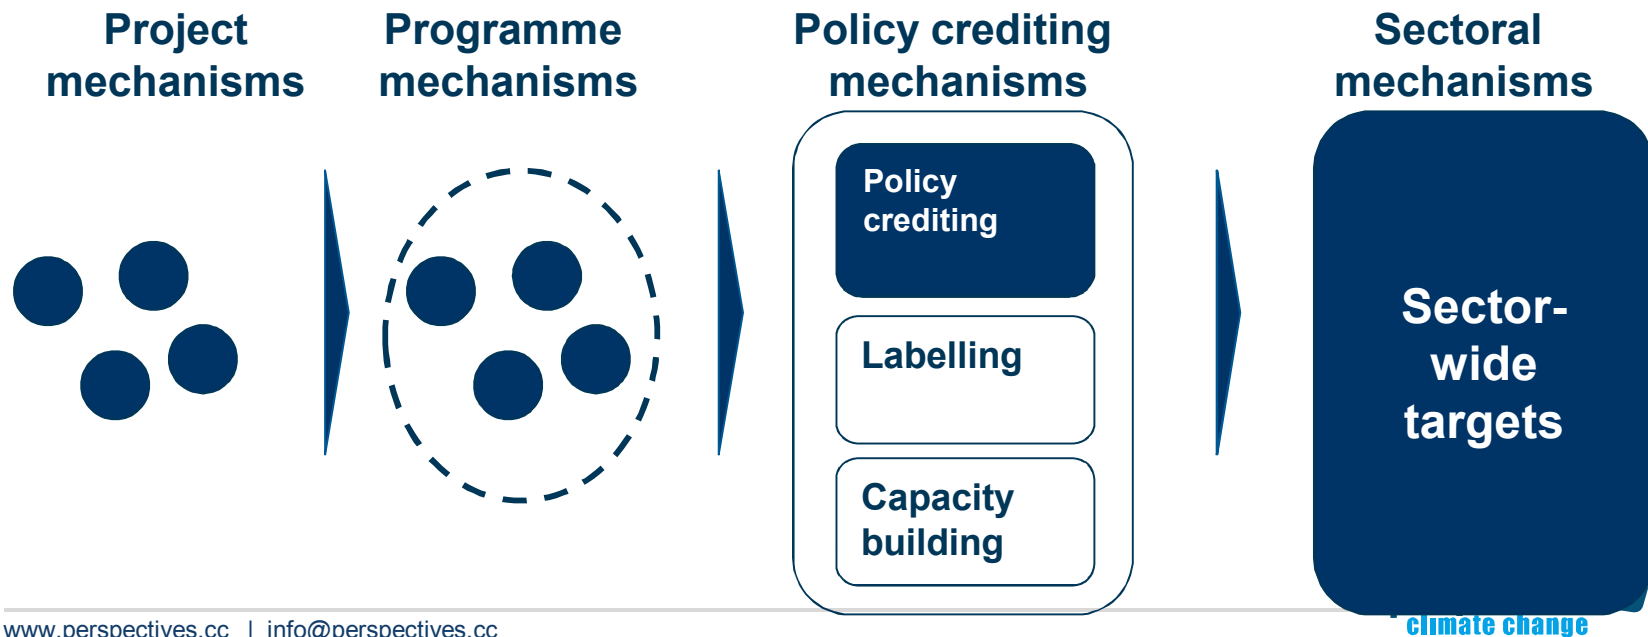 Project
mechanisms
Programme
mechanisms
Policy crediting
mechanisms
Sectoral
mechanisms
Policy
crediting
Labelling
Capacity
building
Sector-
wide
targets
www.perspectives.cc | info@perspectives.cc
climate change